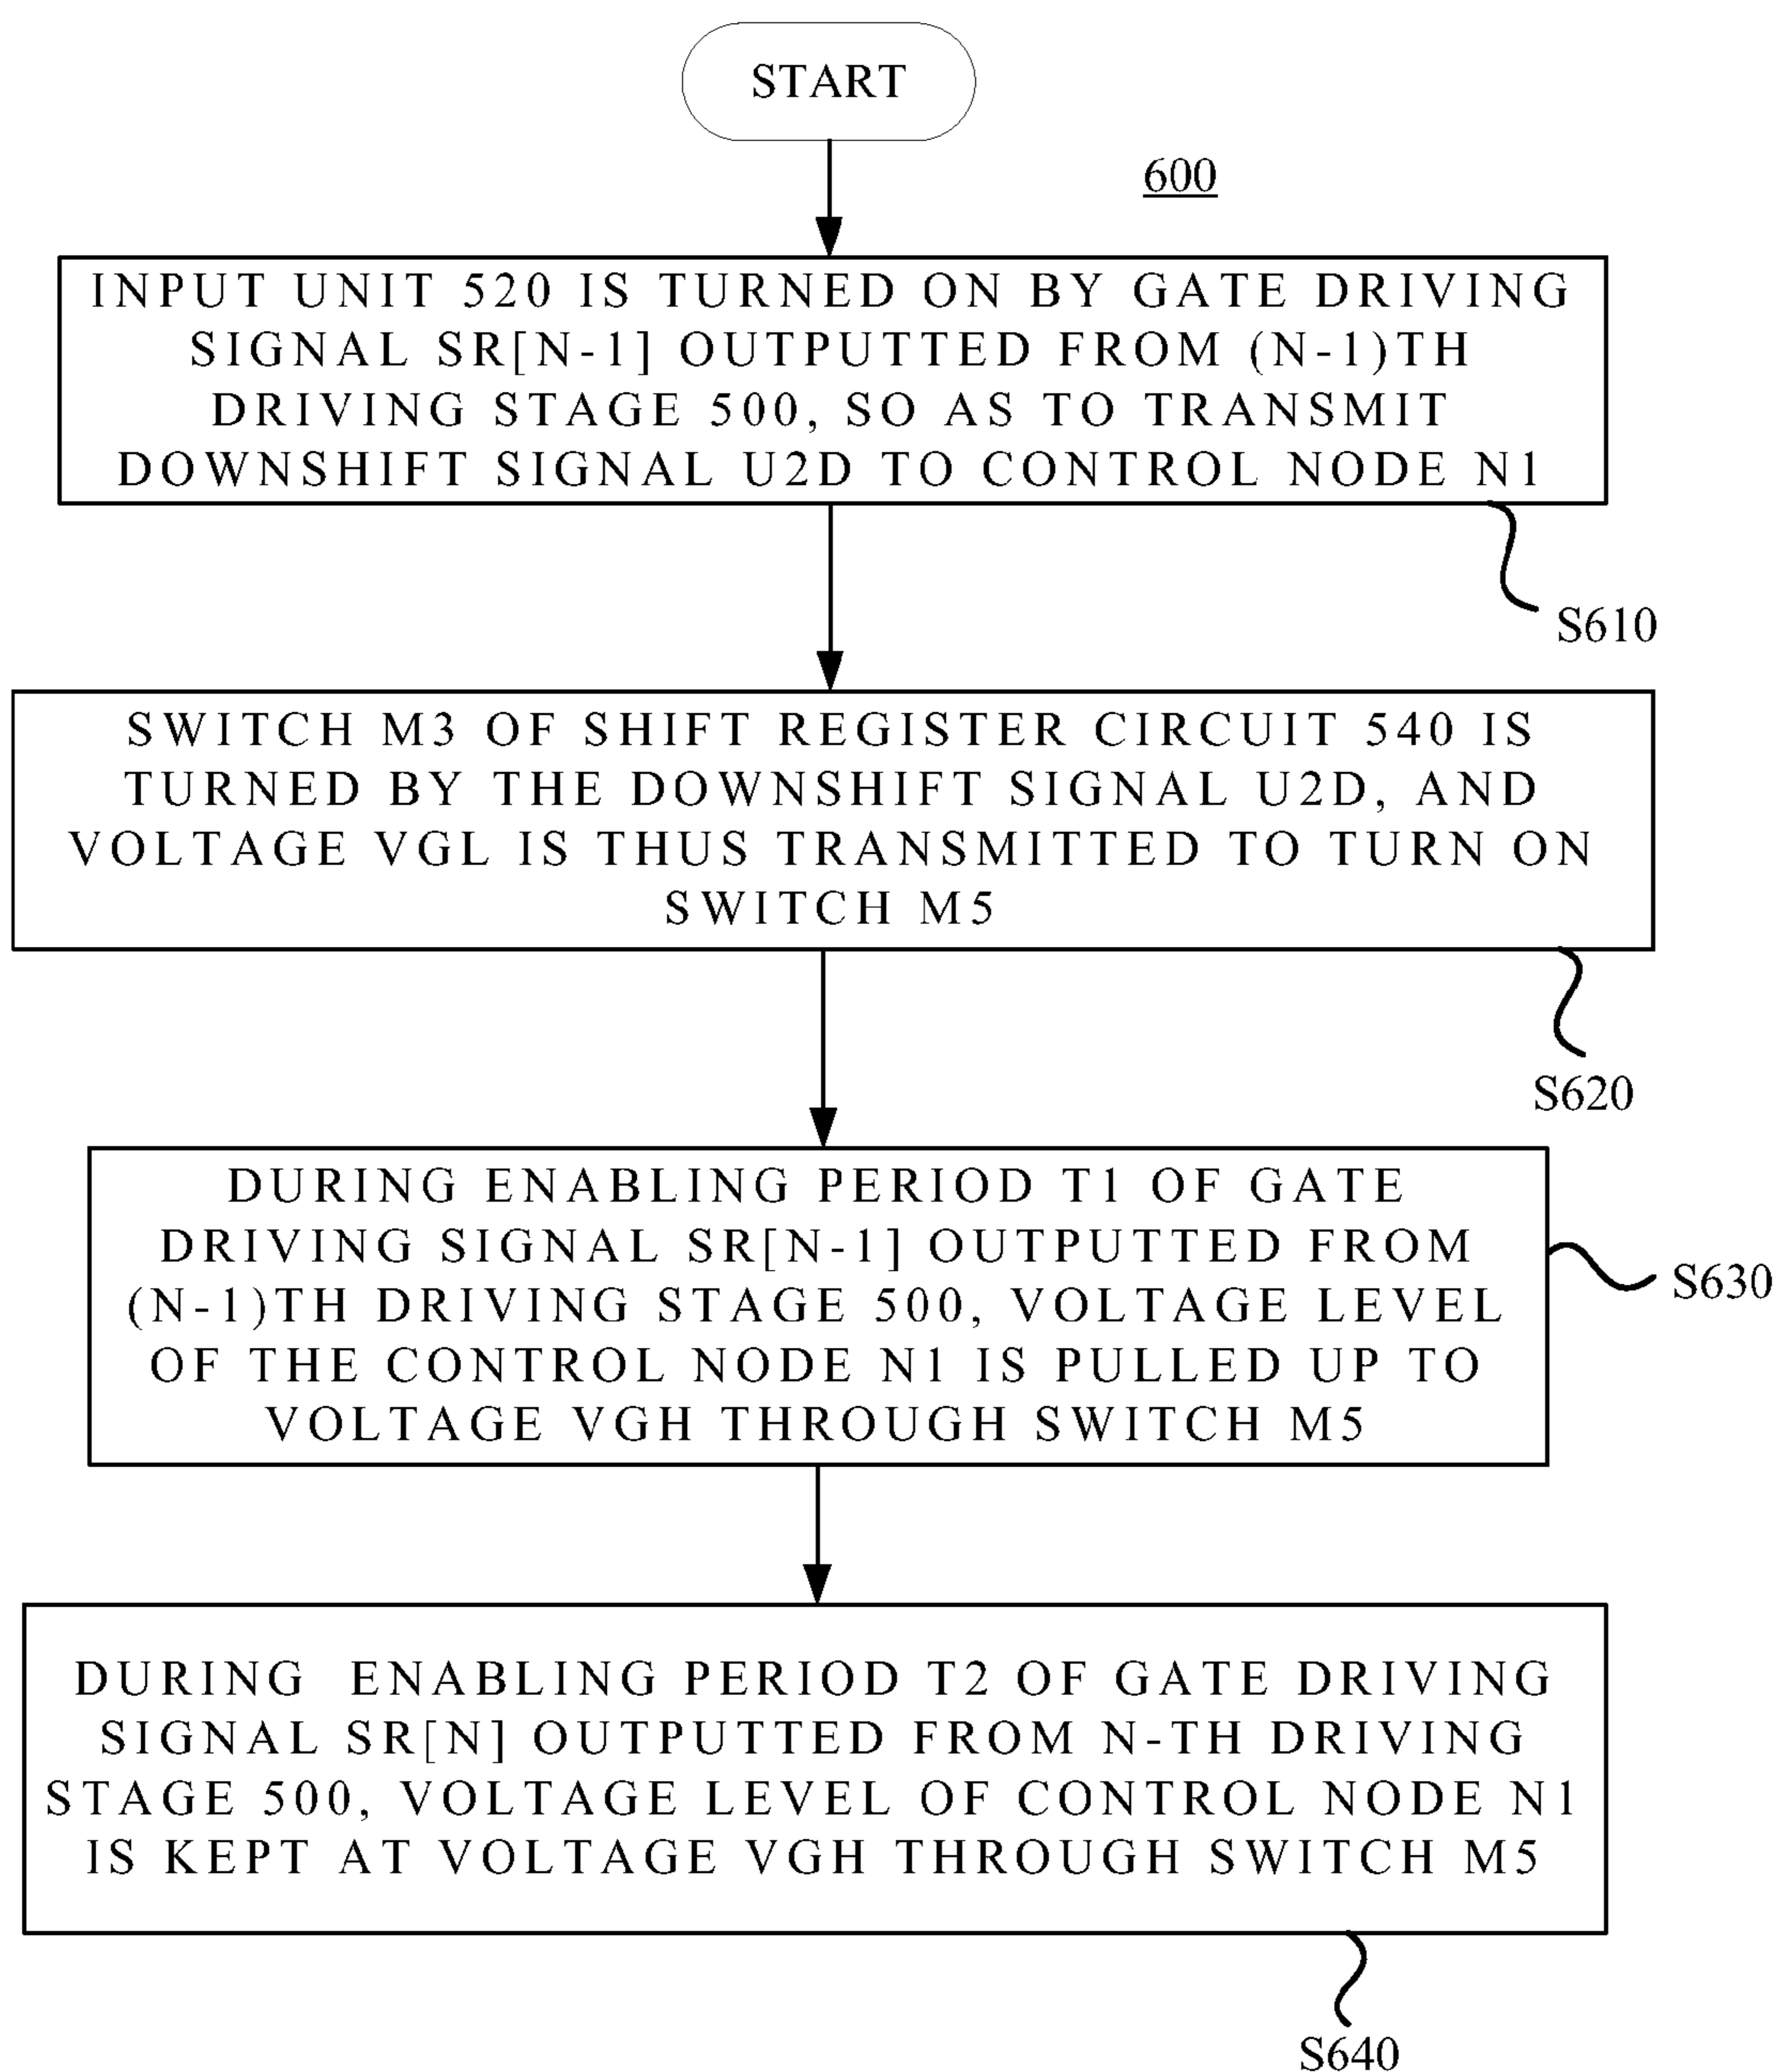 START
600
INPUT UNIT 520 IS TURNED ON BY GATE DRIVING
SIGNAL SR[N-1] OUTPUTTED FROM (N-1)TH
DRIVING STAGE 500, SO AS TO TRANSMIT
DOWNSHIFT SIGNAL U2D TO CONTROL NODE N1
S610
SWITCH M3 OF SHIFT REGISTER CIRCUIT 540 IS
TURNED BY THE DOWNSHIFT SIGNAL U2D, AND
VOLTAGE VGL IS THUS TRANSMITTED TO TURN ON
SWITCH M5
S620
DURING ENABLING PERIOD T1 OF GATE
DRIVING SIGNAL SR[N-1] OUTPUTTED FROM
(N-1)TH DRIVING STAGE 500, VOLTAGE LEVEL
OF THE CONTROL NODE N1 IS PULLED UP TO
VOLTAGE VGH THROUGH SWITCH M5
S630
DURING ENABLING PERIOD T2 OF GATE DRIVING
SIGNAL SR[N] OUTPUTTED FROM N-TH DRIVING
STAGE 500, VOLTAGE LEVEL OF CONTROL NODE N1
IS KEPT AT VOLTAGE VGH THROUGH SWITCH M5
S640